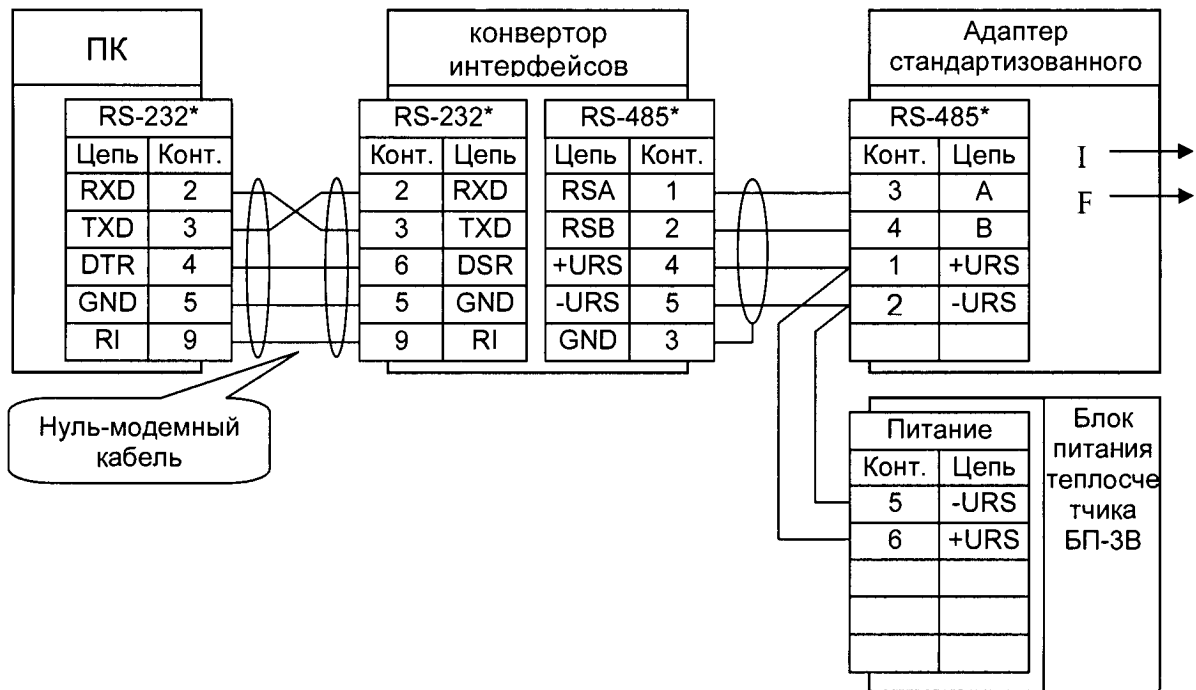 ПК
конвертор
интерфейсов
Адаптер
стандартизованного
RS-232*
Цепь Конт.
RXD 2
TXD 3
DTR 4
GND 5
RI 9
RS-232*
Конт. Цепь
2 RXD
3 TXD
6 DSR
5 GND
9 RI
RS-485*
Цепь Конт.
RSA 1
RSB 2
+URS 4
-URS 5
GND 3
RS-485*
Конт. Цепь
3 A
4 B
1 +URS
2 -URS
I
F
Нуль-модемный
кабель
Питание
Конт. Цепь
5 -URS
6 +URS
Блок
питания
теплосче
тчика
БП-3В